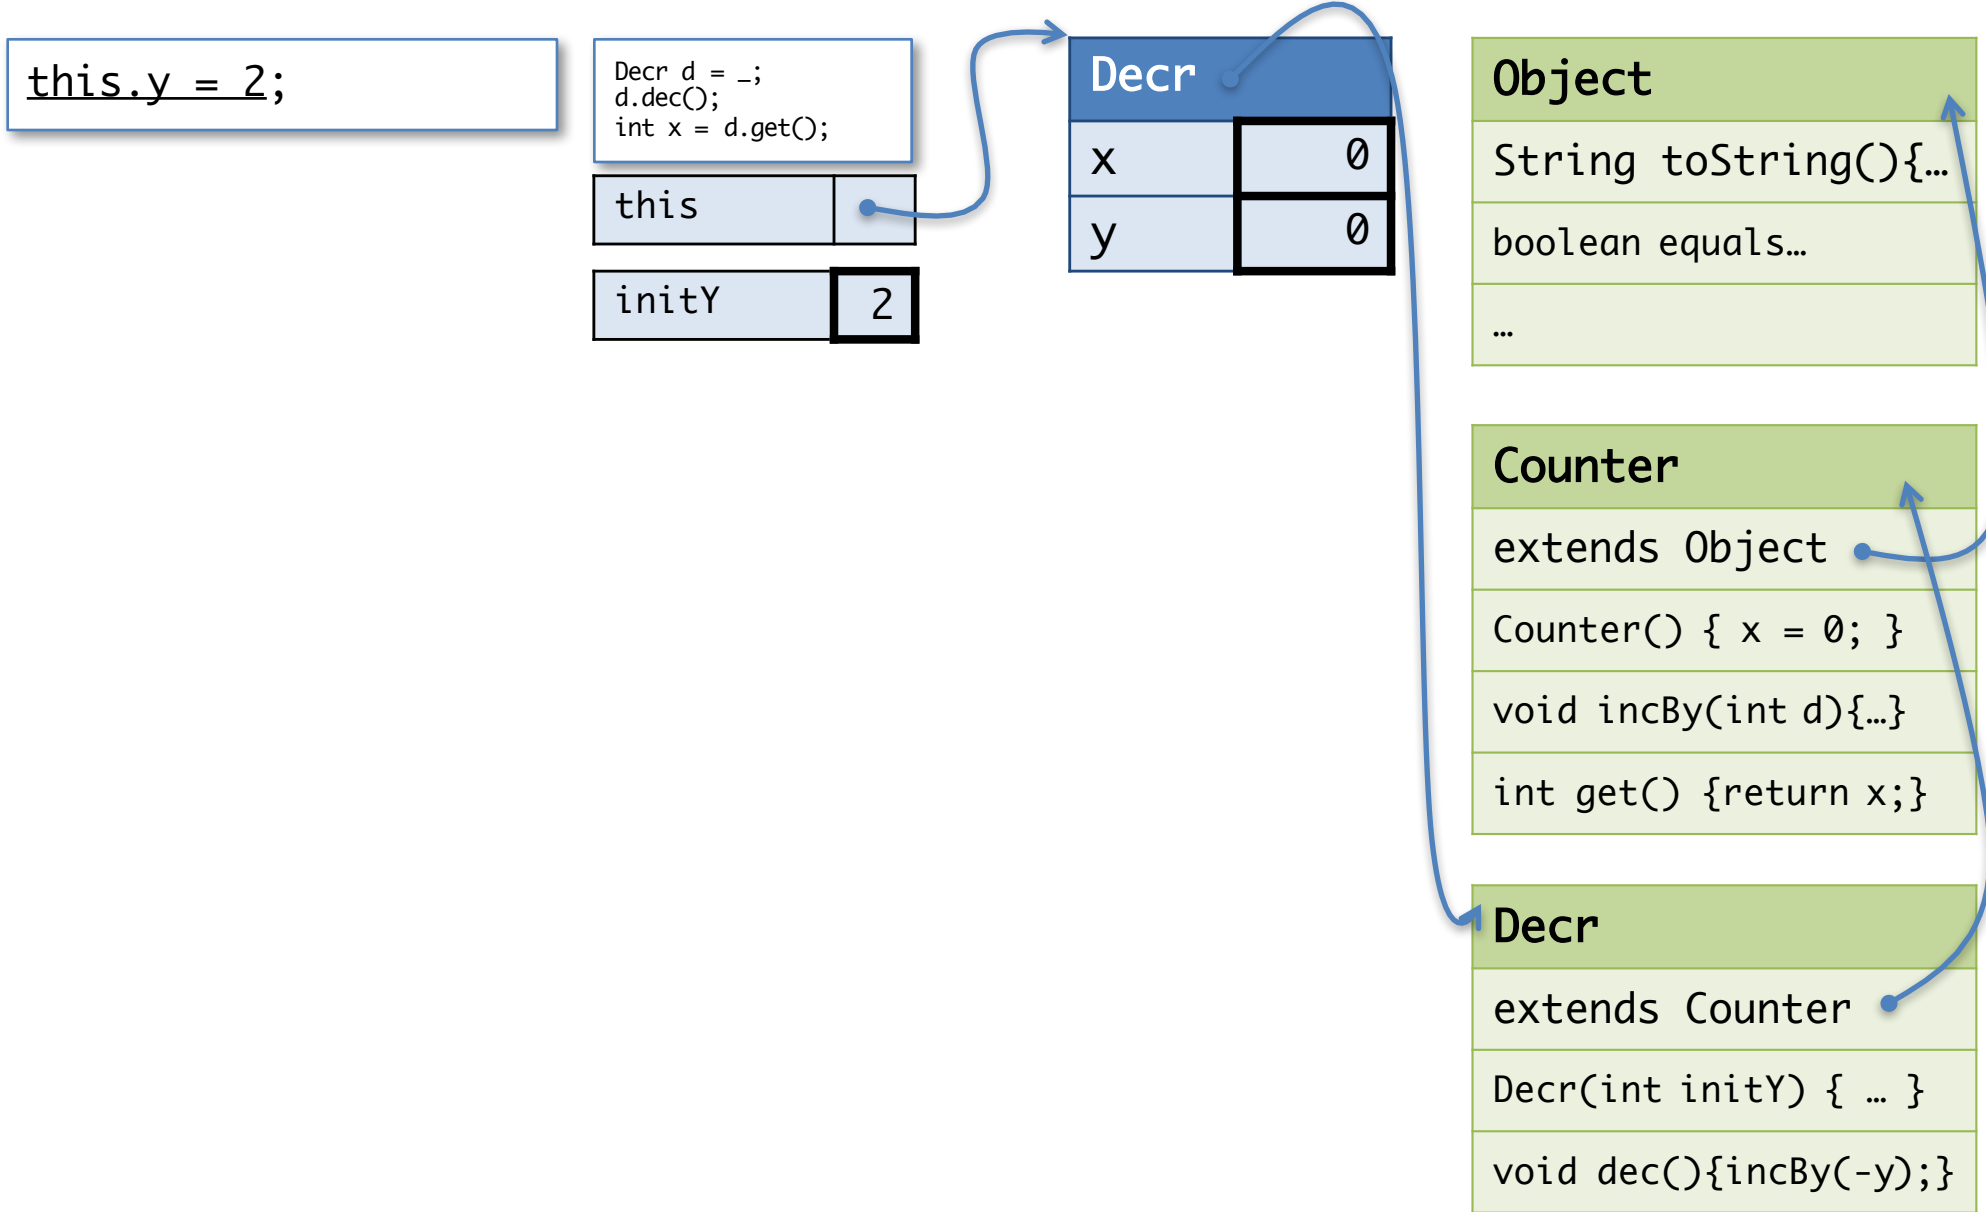 this.y = 2;
Decr d = _;
d.dec();
int x = d.get();
this
initY 2
Decr
x 0
y 0
Object
String toString(){…
boolean equals…
…
Counter
extends Object
Counter() { x = 0; }
void incBy(int d){…}
int get() {return x;}
Decr
extends Counter
Decr(int initY) { … }
void dec(){incBy(-y);}